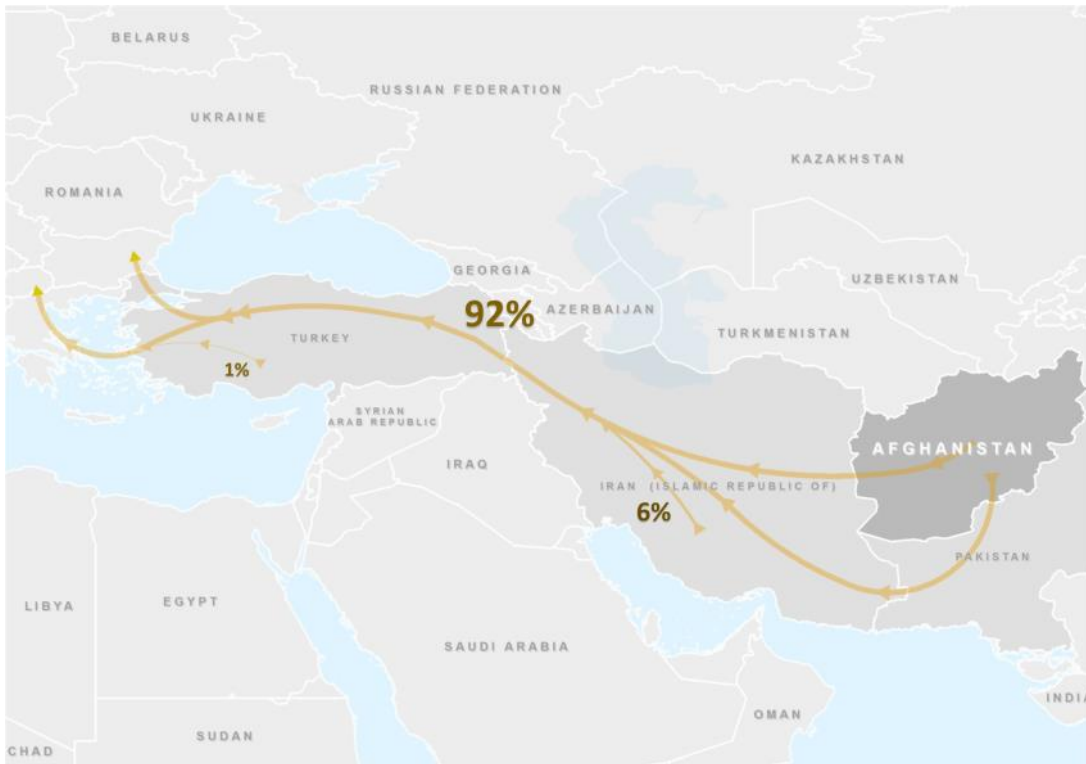 BELARUS
RUSSIAN FEDERATION
UKRAINE
KAZAKHSTAN
ROMANIA
GEORGIA
UZBEKISTAN
92%
AZERBAIJAN
TURKMENISTAN
TURKEY
1%
SYRIAN
ARAB REPUBLIC
AFGHANISTAN
IRAQ
IRAN (ISLAMIC REPUBLIC OF)
6%
PAKISTAN
LIBYA
EGYPT
SAUDI ARABIA
INDIA
OMAN
SUDAN
CHAD